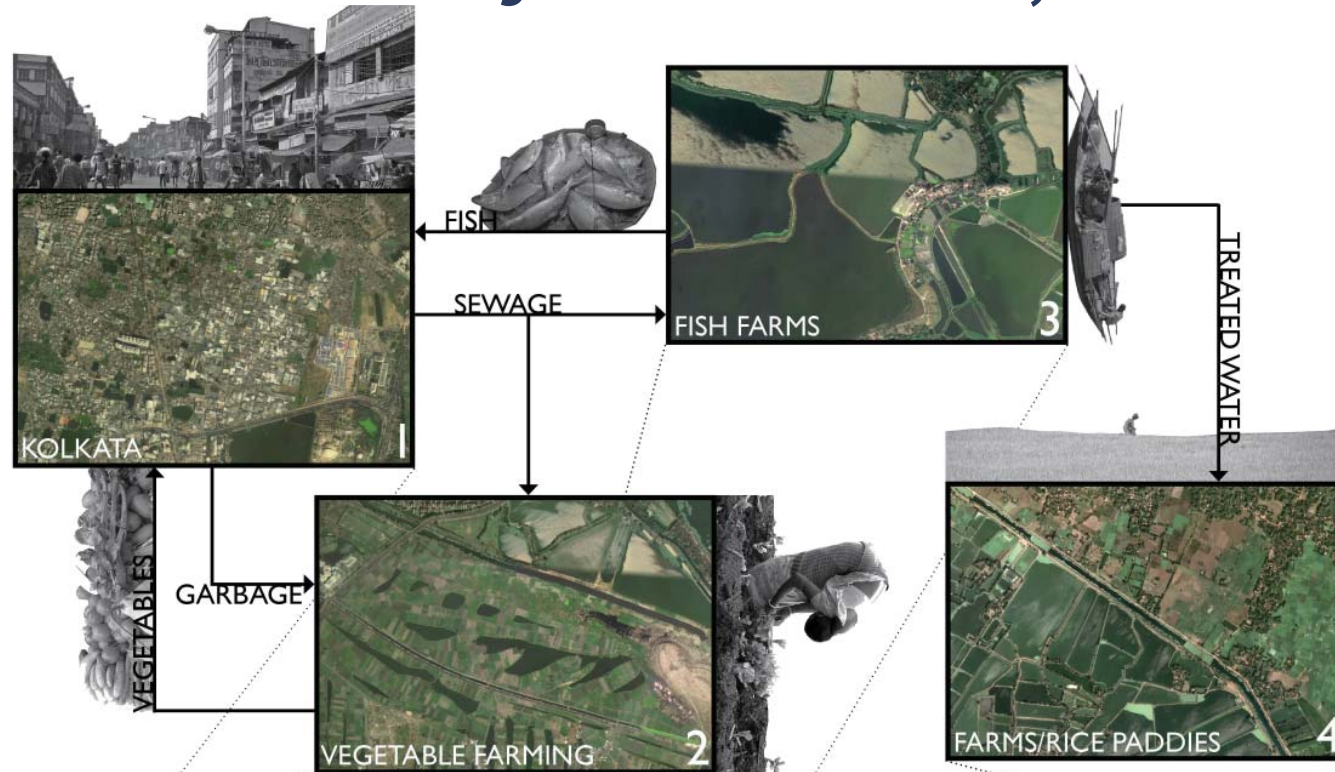 FISH
SEWAGE
FISH FARMS
3
TREATED WATER
KOLKATA
1
VEGETABLES
GARBAGE
VEGETABLE FARMING
2
FARMS/RICE PADDIES
4